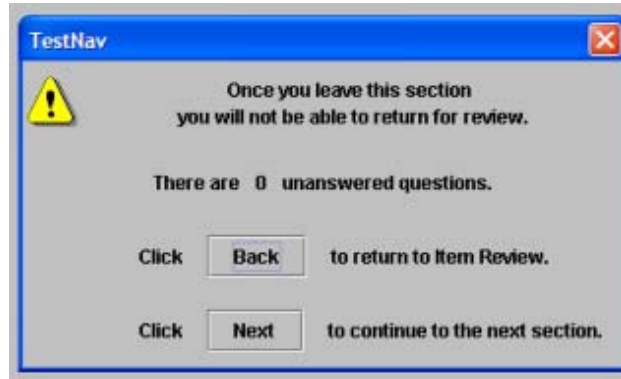 TestNav
Once you leave this section
you will not be able to return for review.
There are 0 unanswered questions.
Click Back to return to Item Review.
Click Next to continue to the next section.